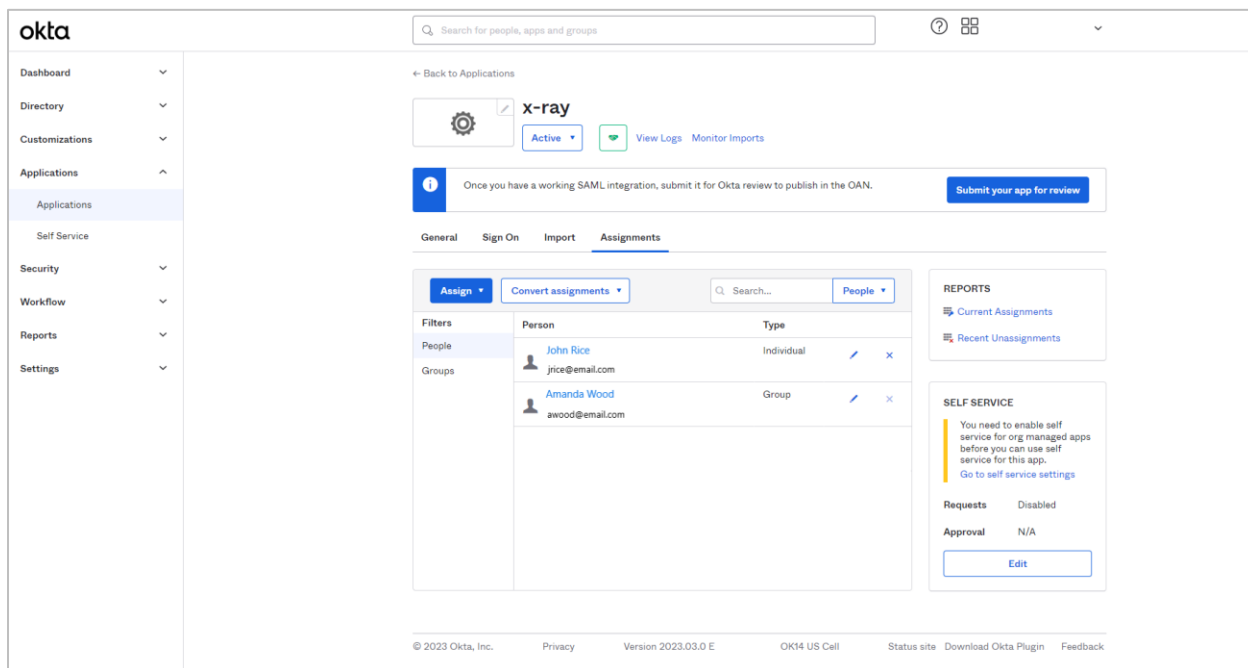 okta
Search for people, apps and groups
Dashboard
Directory
Customizations
Applications
Applications
Self Service
Security
Workflow
Reports
Settings
← Back to Applications
x-ray
Active
View Logs Monitor Imports
Once you have a working SAML integration, submit it for Okta review to publish in the OAN.
Submit your app for review
General Sign On Import Assignments
Assign Convert assignments Search... People
Filters Person Type
People
Groups
John Rice Individual
jrice@email.com
Amanda Wood Group
awood@email.com
REPORTS
Current Assignments
Recent Unassignments
SELF SERVICE
You need to enable self
service for org managed apps
before you can use self
service for this app.
Go to self service settings
Requests Disabled
Approval N/A
Edit
© 2023 Okta, Inc. Privacy Version 2023.03.0 E OK14 US Cell Status site Download Okta Plugin Feedback